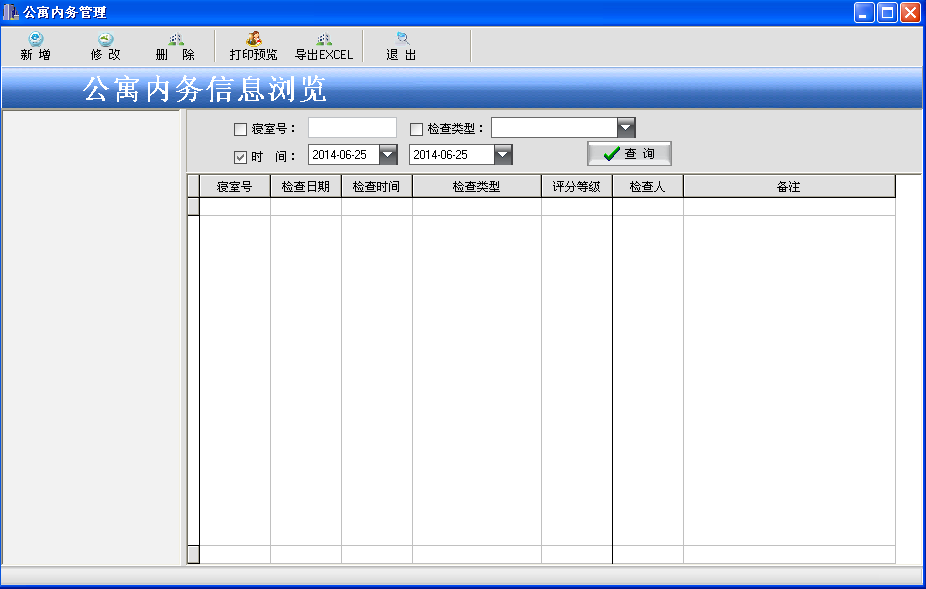 公寓内务管理
新 增 修 改 删 除 打印预览 导出EXCEL 退 出
公寓内务信息浏览
寝室号： 检查类型：
时 间： 2014-06-25 2014-06-25 查 询
寝室号 检查日期 检查时间 检查类型 评分等级 检查人 备注